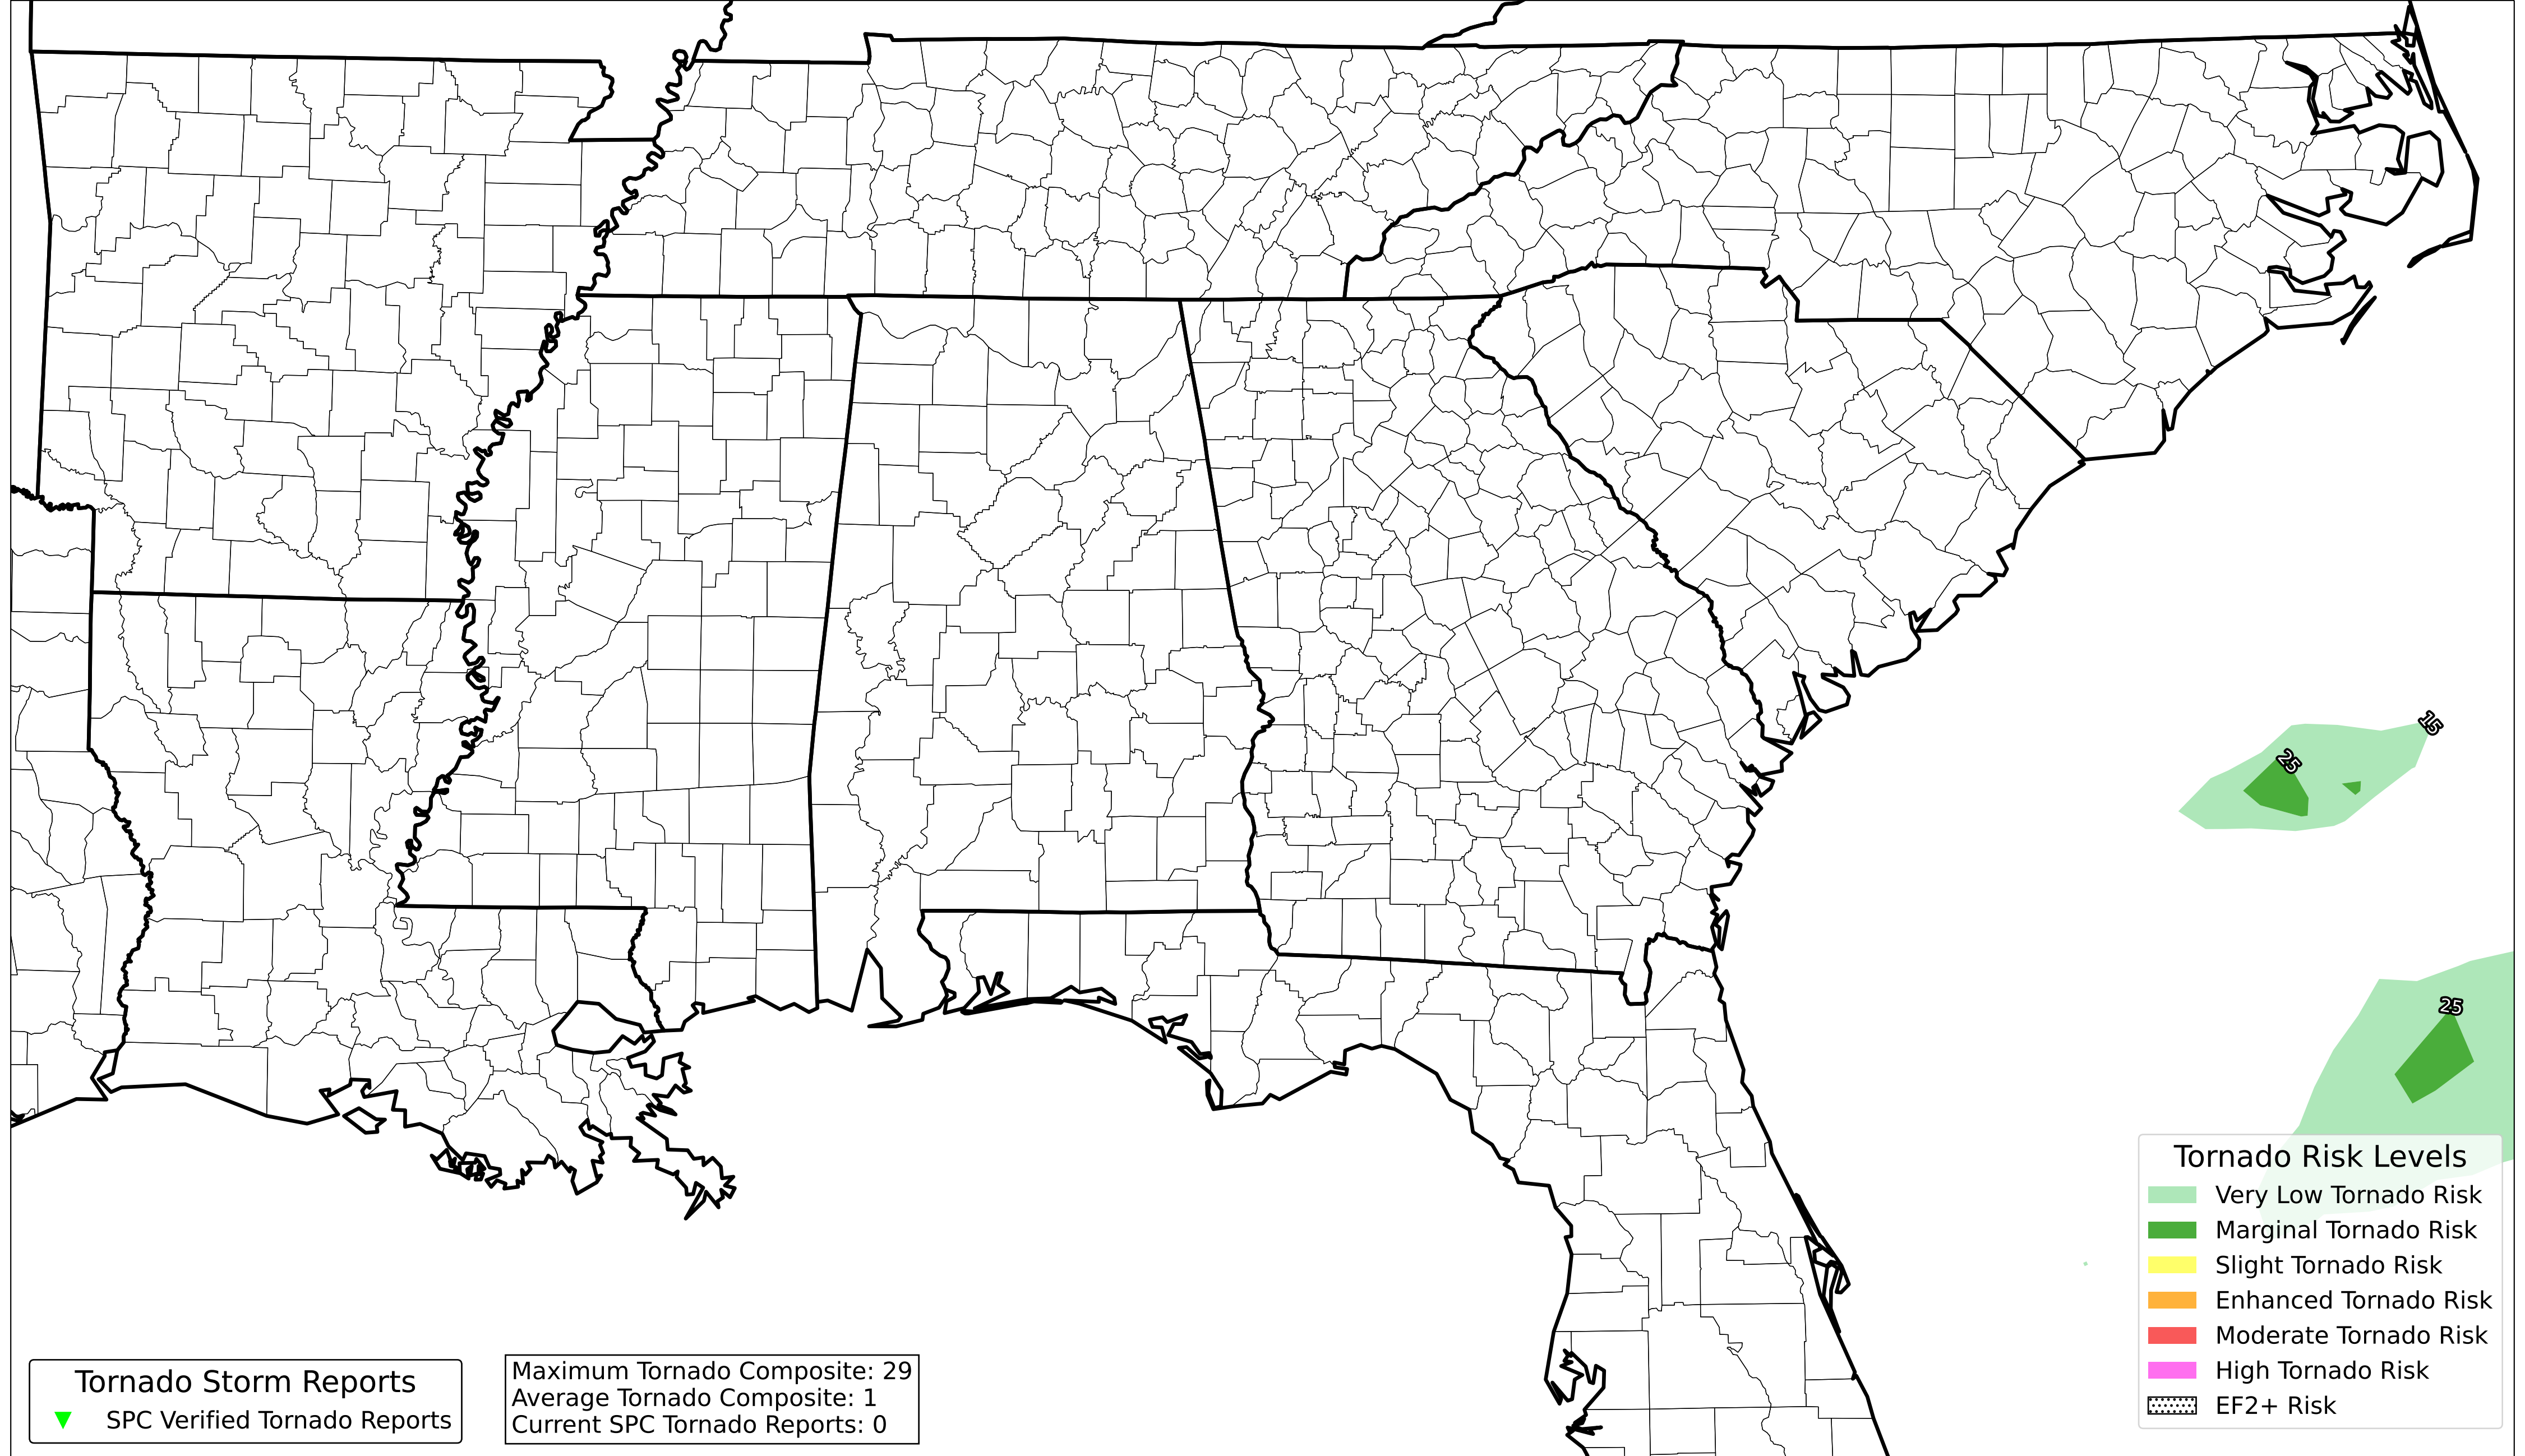 15
25
25
Tornado Risk Levels
Very Low Tornado Risk
Marginal Tornado Risk
Slight Tornado Risk
Enhanced Tornado Risk
Moderate Tornado Risk
High Tornado Risk
EF2+ Risk
Tornado Storm Reports
SPC Verified Tornado Reports
Maximum Tornado Composite: 29
Average Tornado Composite: 1
Current SPC Tornado Reports: 0